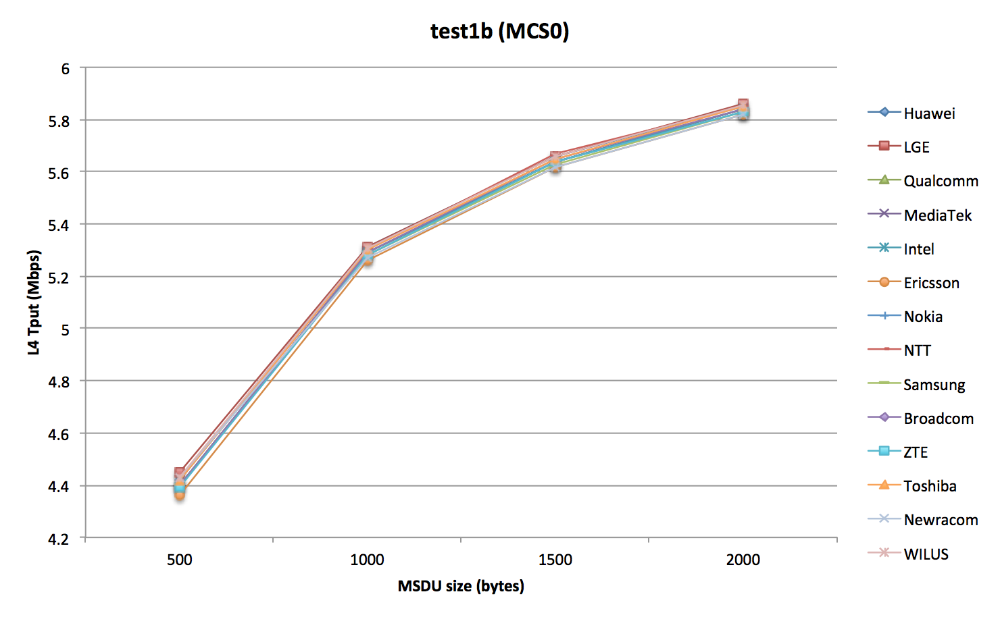 test1b (MCS0)
6
5.8
5.6
5.4
5.2
5
4.8
4.6
4.4
4.2
L4 Tput (Mbps)
500 1000 1500 2000
MSDU size (bytes)
Huawei
LGE
Qualcomm
MediaTek
Intel
Ericsson
Nokia
NTT
Samsung
Broadcom
ZTE
Toshiba
Newracom
WILUS